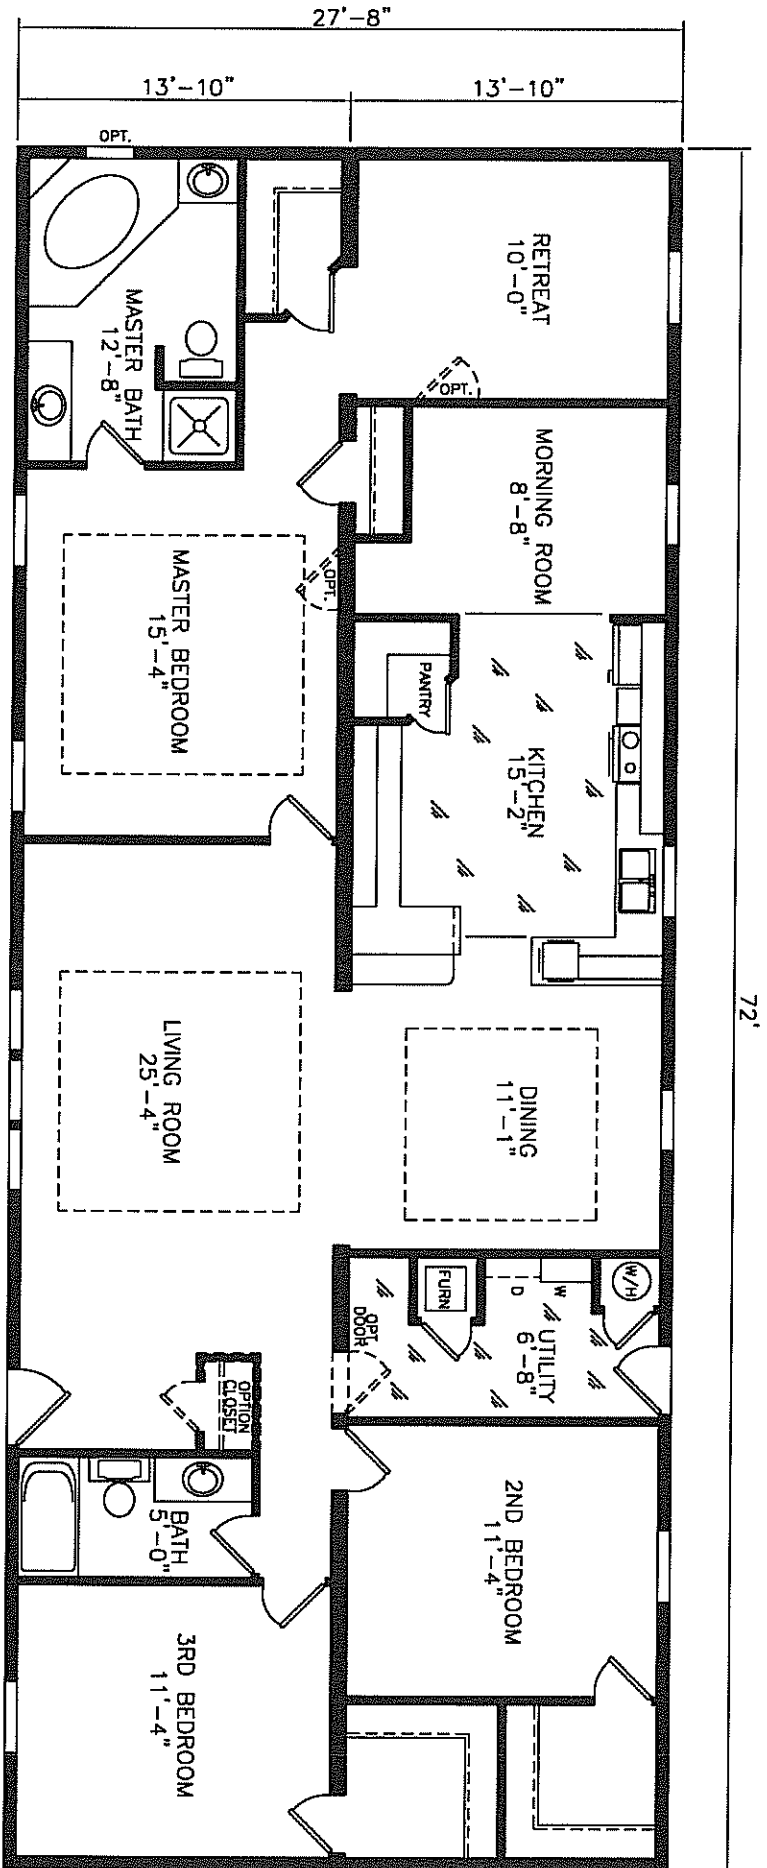 27'-8"
13'-10"
13'-10"
OPT.
72'
RETREAT
10'-0"
OPT.
MASTER BATH
12'-8"
MORNING ROOM
8'-8"
OPT.
MASTER BEDROOM
15'-4"
PANTRY
KITCHEN
15'-2"
LIVING ROOM
25'-4"
DINING
11'-1"
W/H
FURN
W
D
UTILITY
6'-8"
OPT.
DOOR
OPTION
CLOSET
BATH
5'-0"
2ND BEDROOM
11'-4"
3RD BEDROOM
11'-4"